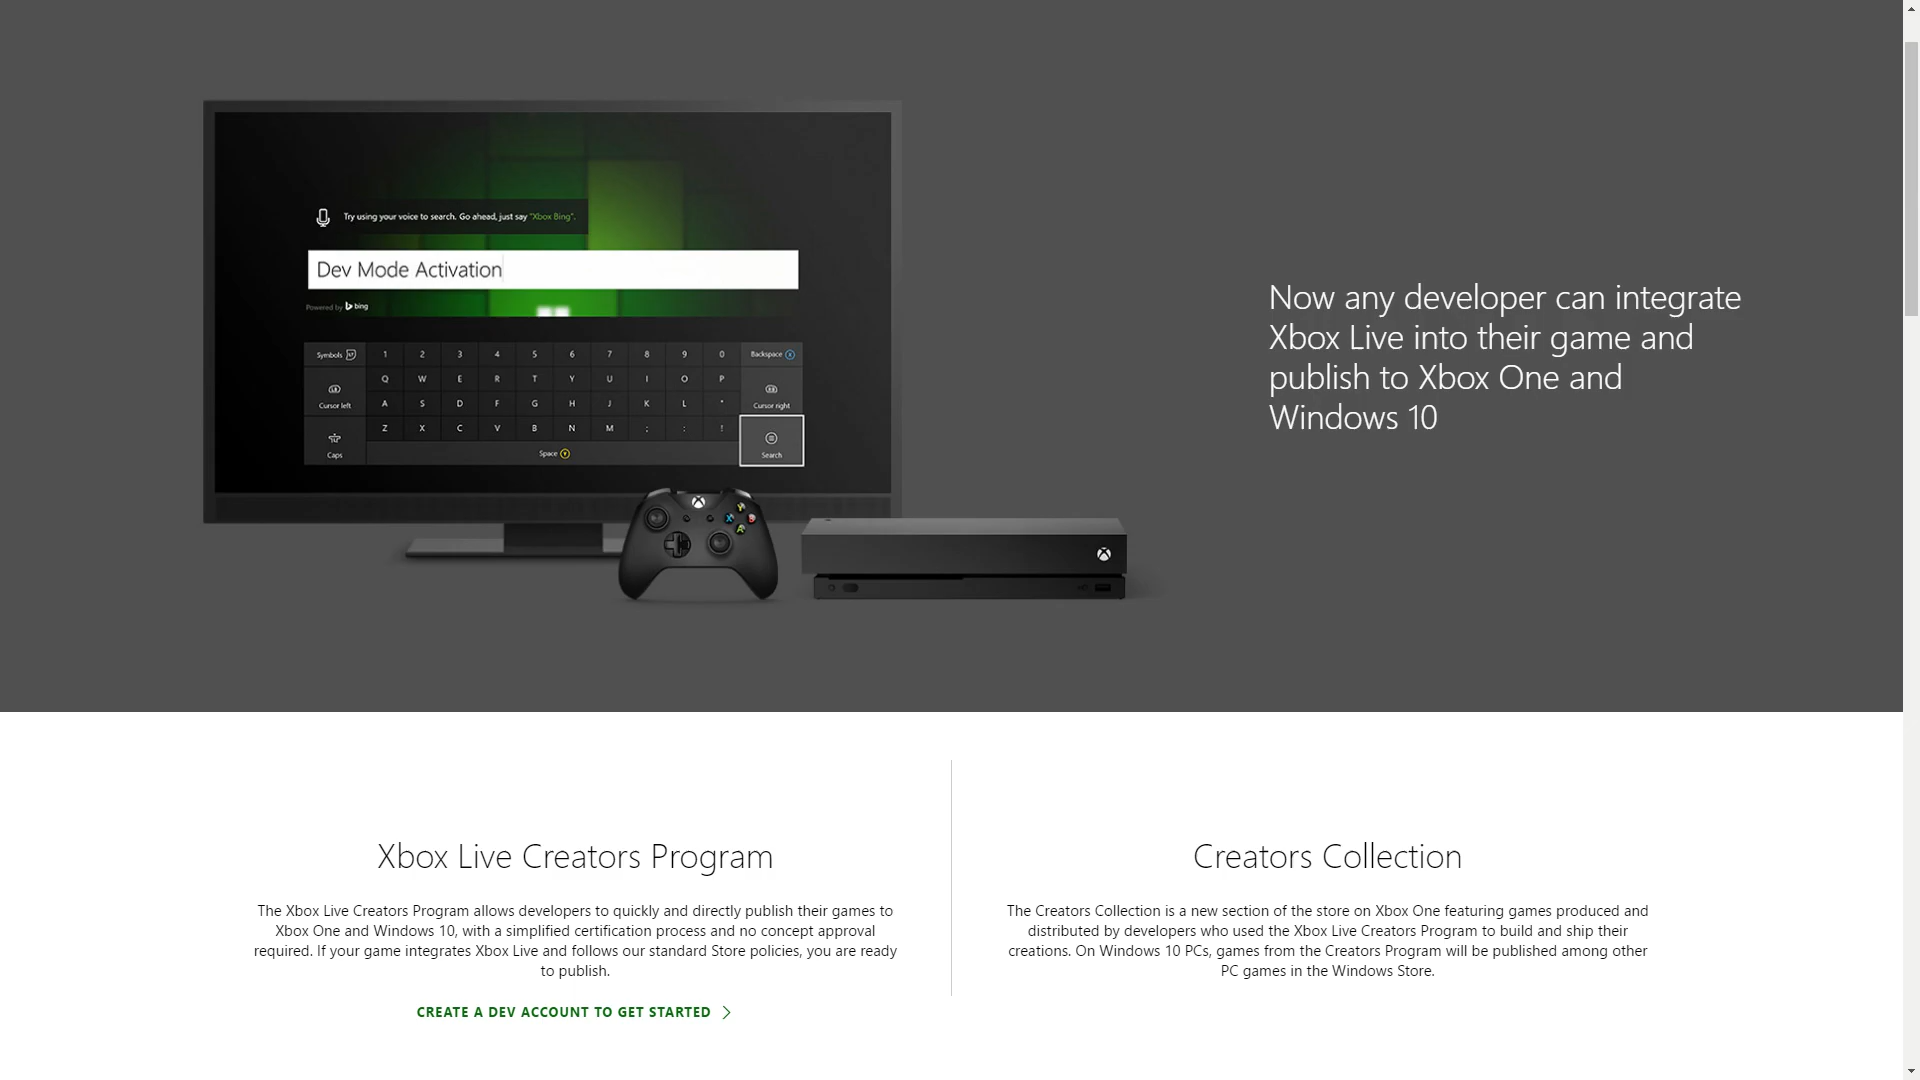 Try using your voice to search. Go ahead, just say "Xbox Bing".
Dev Mode Activation
Powered by bing
Symbols LT 1 2 3 4 5 6 7 8 9 0 Backspace X
Q W E R T Y U I O P
LB RB
Cursor left A S D F G H J K L " Cursor right
Z X C V B N M ; : !
Caps Space Y Search
Now any developer can integrate
Xbox Live into their game and
publish to Xbox One and
Windows 10
Xbox Live Creators Program
The Xbox Live Creators Program allows developers to quickly and directly publish their games to
Xbox One and Windows 10, with a simplified certification process and no concept approval
required. If your game integrates Xbox Live and follows our standard Store policies, you are ready
to publish.
CREATE A DEV ACCOUNT TO GET STARTED
Creators Collection
The Creators Collection is a new section of the store on Xbox One featuring games produced and
distributed by developers who used the Xbox Live Creators Program to build and ship their
creations. On Windows 10 PCs, games from the Creators Program will be published among other
PC games in the Windows Store.